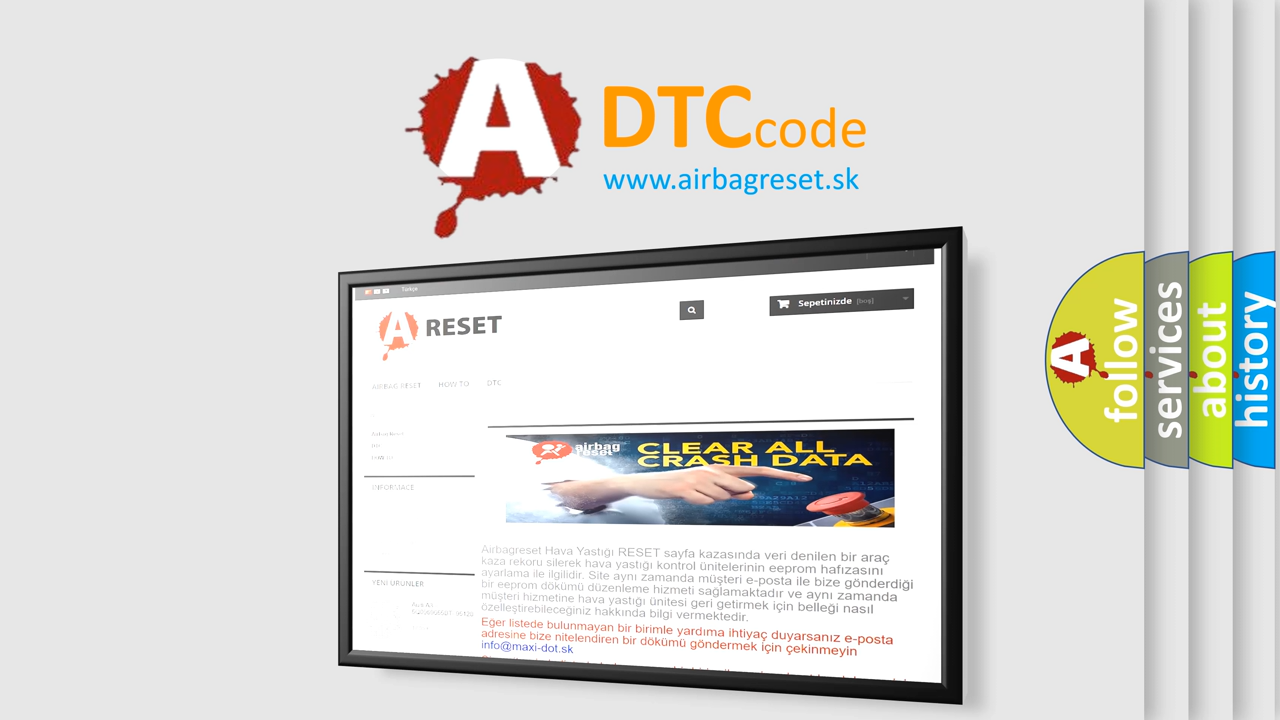 A
DTCcode
www.airbagreset.sk
Türkçe
A RESET
Sepetinizde [boş]
AIRBAG RESET HOW TO DTC
YENI ÜRÜNLER
airbag
reset
CLEAR ALL
CRASH DATA
Airbagreset Hava Yastığı RESET sayfa kazasında veri denilen bir araç
kaza rekoru silerek hava yastığı kontrol ünitelerinin eeprom hafızasını
ayarlama ile ilgilidir. Site aynı zamanda müşteri e-posta ile bize gönderdiği
bir eeprom dökümü düzenleme hizmeti sağlamaktadır ve aynı zamanda
müşteri hizmetine hava yastığı ünitesi geri getirmek için belleği nasıl
özelleştirebileceğiniz hakkında bilgi vermektedir.
Eğer listede bulunmayan bir birimle yardıma ihtiyaç duyarsanız e-posta
adresine bize nitelendiren bir dökümü göndermek için çekinmeyin
info@maxi-dot.sk
A
follow
services
about
history